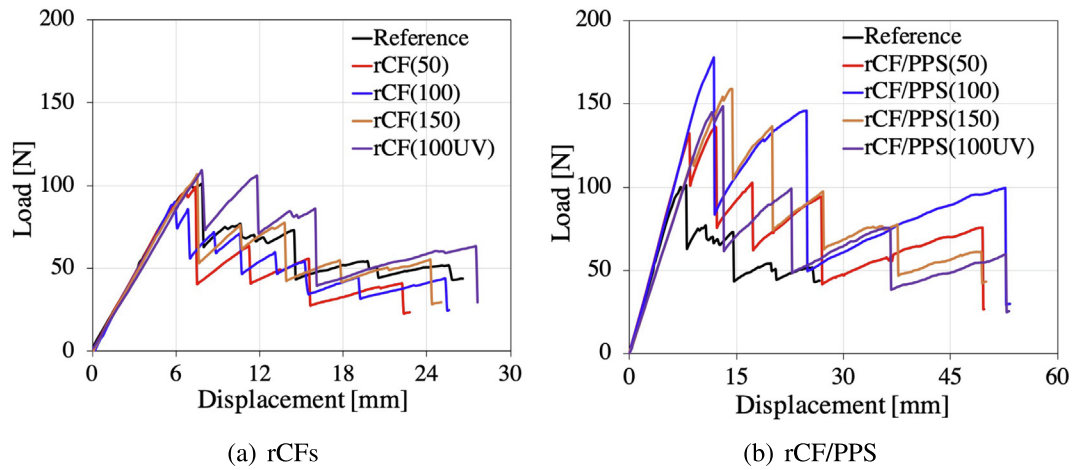 200
150
100
50
0
Load [N]
0 6 12 18 24 30
Displacement [mm]
Reference
rCF(50)
rCF(100)
rCF(150)
rCF(100UV)
(a) rCFs
200
150
100
50
0
Load [N]
0 15 30 45 60
Displacement [mm]
Reference
rCF/PPS(50)
rCF/PPS(100)
rCF/PPS(150)
rCF/PPS(100UV)
(b) rCF/PPS